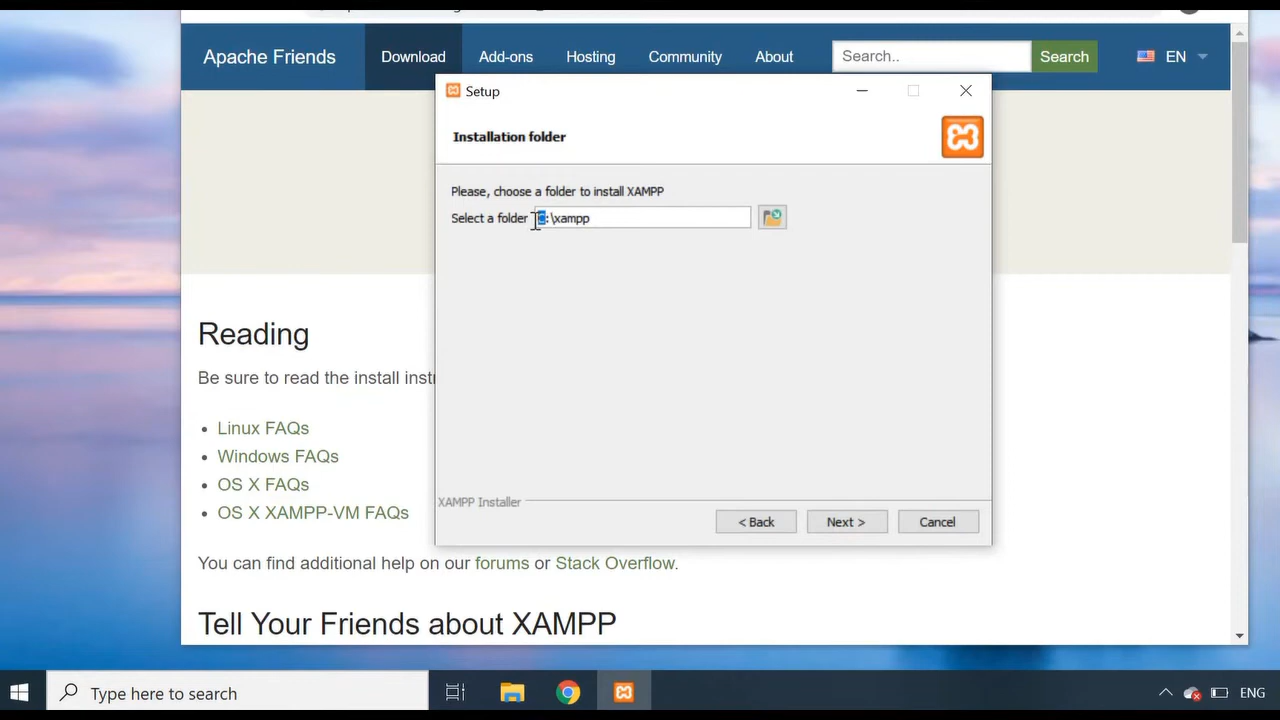 Apache Friends
Download
Add-ons
Hosting
Community
About
Search..
Search
EN
Setup
Installation folder
Please, choose a folder to install XAMPP
Select a folder
:\xampp
XAMPP Installer
< Back
Next >
Cancel
Reading
Be sure to read the install
Linux FAQs
Windows FAQs
OS X FAQs
OS X XAMPP-VM FAQs
You can find additional help on our forums or Stack Overflow.
Tell Your Friends about XAMPP
Type here to search
ENG